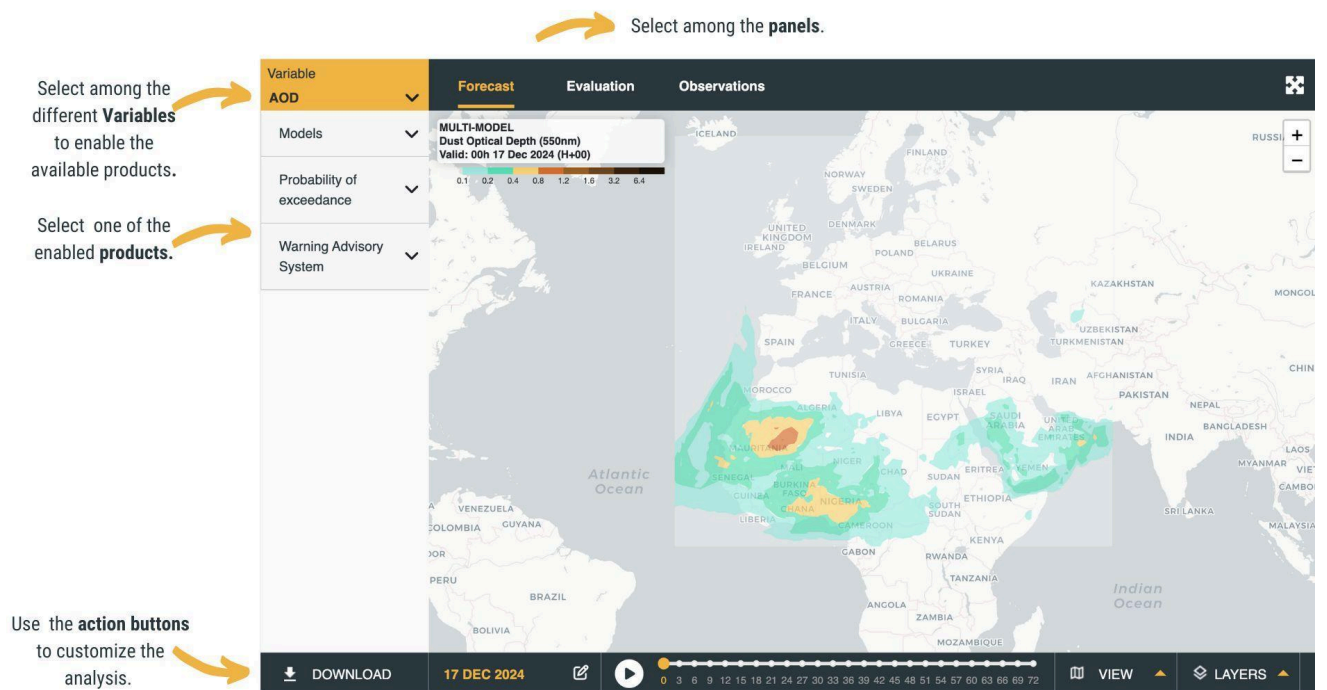 Select among the panels.
Select among the
different Variables
to enable the
available products.
Select one of the
enabled products.
Use the action buttons
to customize the
analysis.
Variable
AOD
Models
Probability of
exceedance
Warning Advisory
System
Forecast
Evaluation
Observations
MULTI-MODEL
Dust Optical Depth (550nm)
Valid: 00h 17 Dec 2024 (H+00)
0.1 0.2 0.4 0.8 1.2 1.6 3.2 6.4
+
−
ICELAND
RUSSI
FINLAND
NORWAY
SWEDEN
UNITED
KINGDOM
DENMARK
IRELAND
BELARUS
POLAND
BELGIUM
UKRAINE
KAZAKHSTAN
AUSTRIA
FRANCE
ROMANIA
MONGOL
ITALY
BULGARIA
UZBEKISTAN
SPAIN
GREECE
TURKEY
TURKMENISTAN
TUNISIA
SYRIA
IRAQ
IRAN
AFGHANISTAN
CHIN
MOROCCO
ISRAEL
PAKISTAN
ALGERIA
LIBYA
EGYPT
SAUDI
ARABIA
UNITED
ARAB
EMIRATES
NEPAL
BANGLADESH
INDIA
MAURITANIA
LAOS
MYANMAR
VIET
Atlantic
Ocean
MALI
NIGER
CHAD
SUDAN
ERITREA
YEMEN
SENEGAL
BURKINA
FASO
CAMBO
GUINEA
NIGERIA
ETHIOPIA
GHANA
SOUTH
SUDAN
SRI LANKA
VENEZUELA
LIBERIA
CAMEROON
COLOMBIA
GUYANA
MALAYSIA
KENYA
GABON
RWANDA
DOR
PERU
TANZANIA
BRAZIL
Indian
Ocean
ANGOLA
ZAMBIA
BOLIVIA
MOZAMBIQUE
DOWNLOAD
17 DEC 2024
0 3 6 9 12 15 18 21 24 27 30 33 36 39 42 45 48 51 54 57 60 63 66 69 72
VIEW
LAYERS